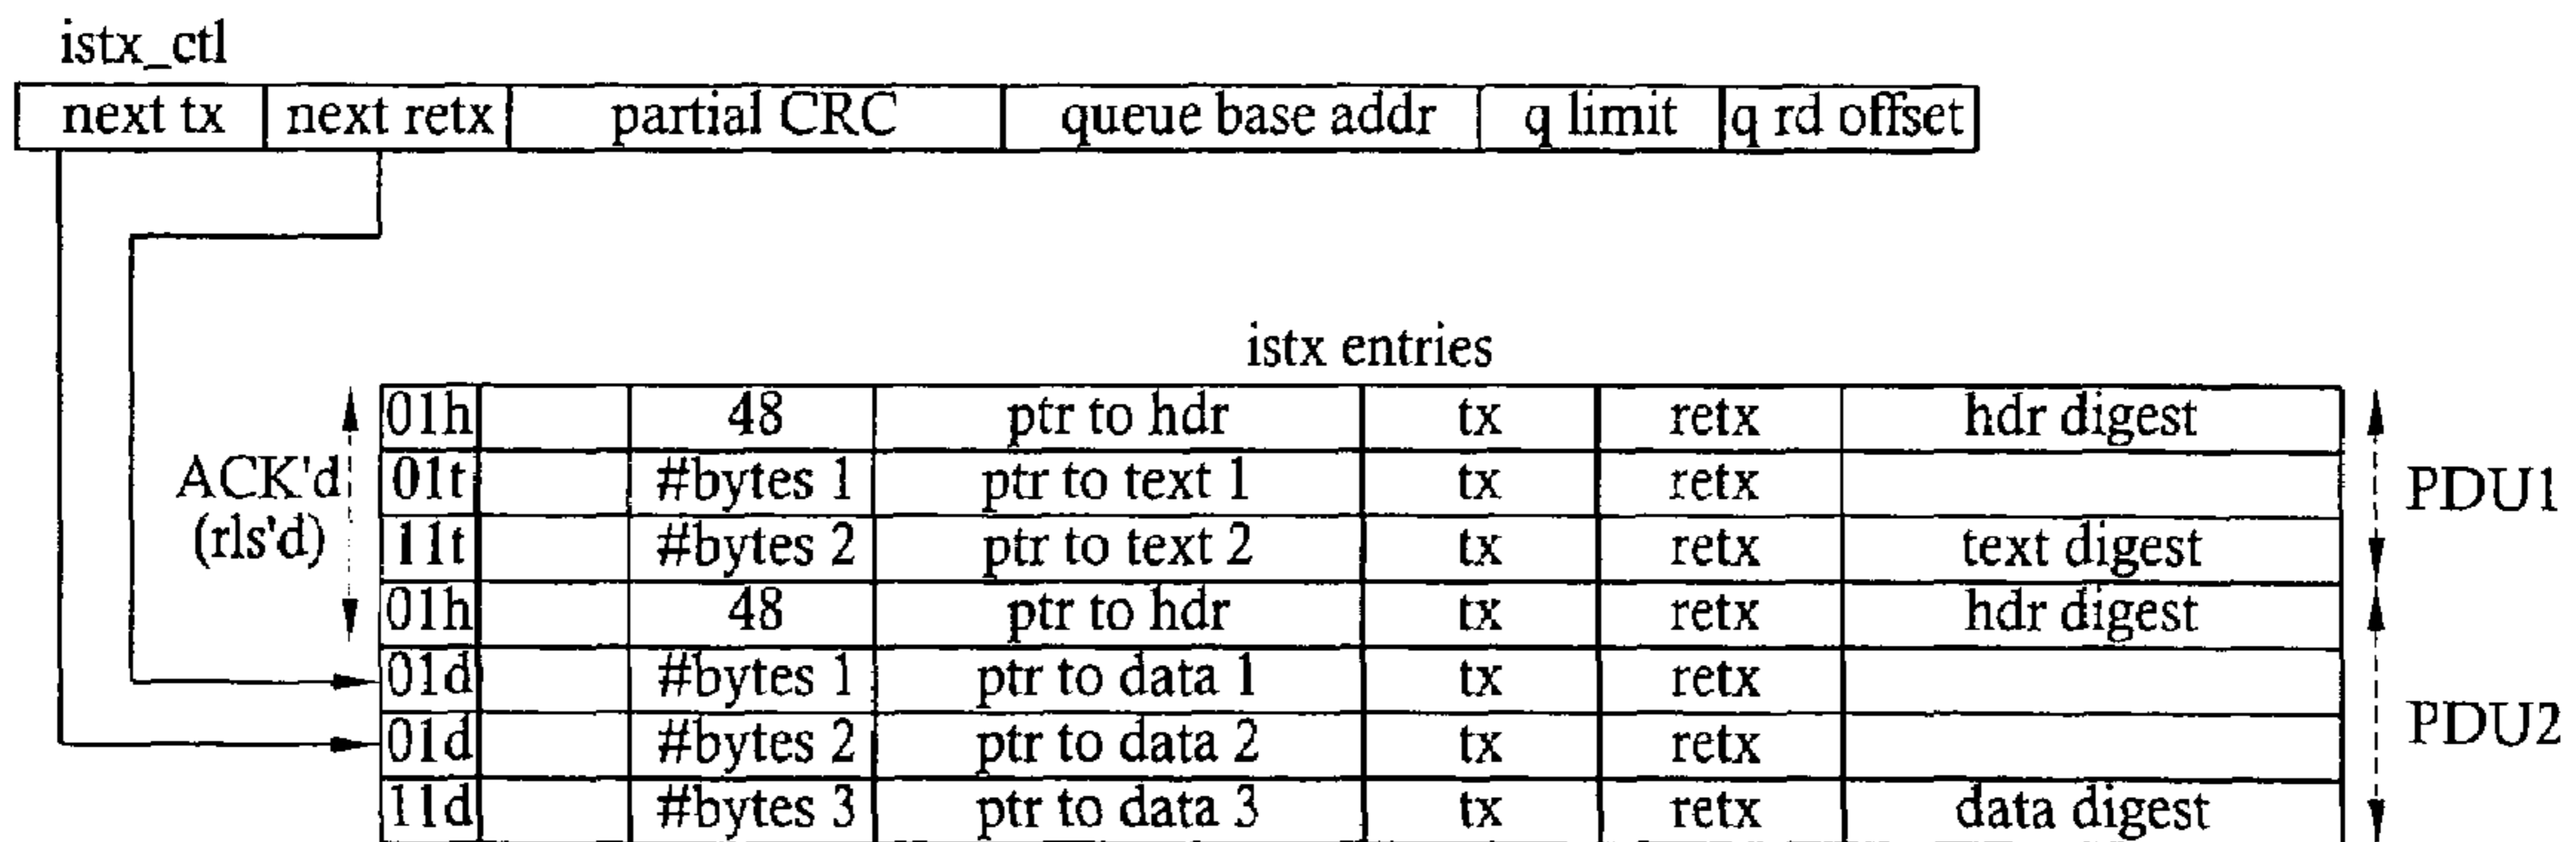 istx_ctl
next tx next retx partial CRC queue base addr q limit q rd offset
istx entries
01h 48 ptr to hdr tx retx hdr digest
01t #bytes 1 ptr to text 1 tx retx
11t #bytes 2 ptr to text 2 tx retx text digest
01h 48 ptr to hdr tx retx hdr digest
01d #bytes 1 ptr to data 1 tx retx
01d #bytes 2 ptr to data 2 tx retx
11d #bytes 3 ptr to data 3 tx retx data digest
ACK'd
(rls'd)
PDU1
PDU2